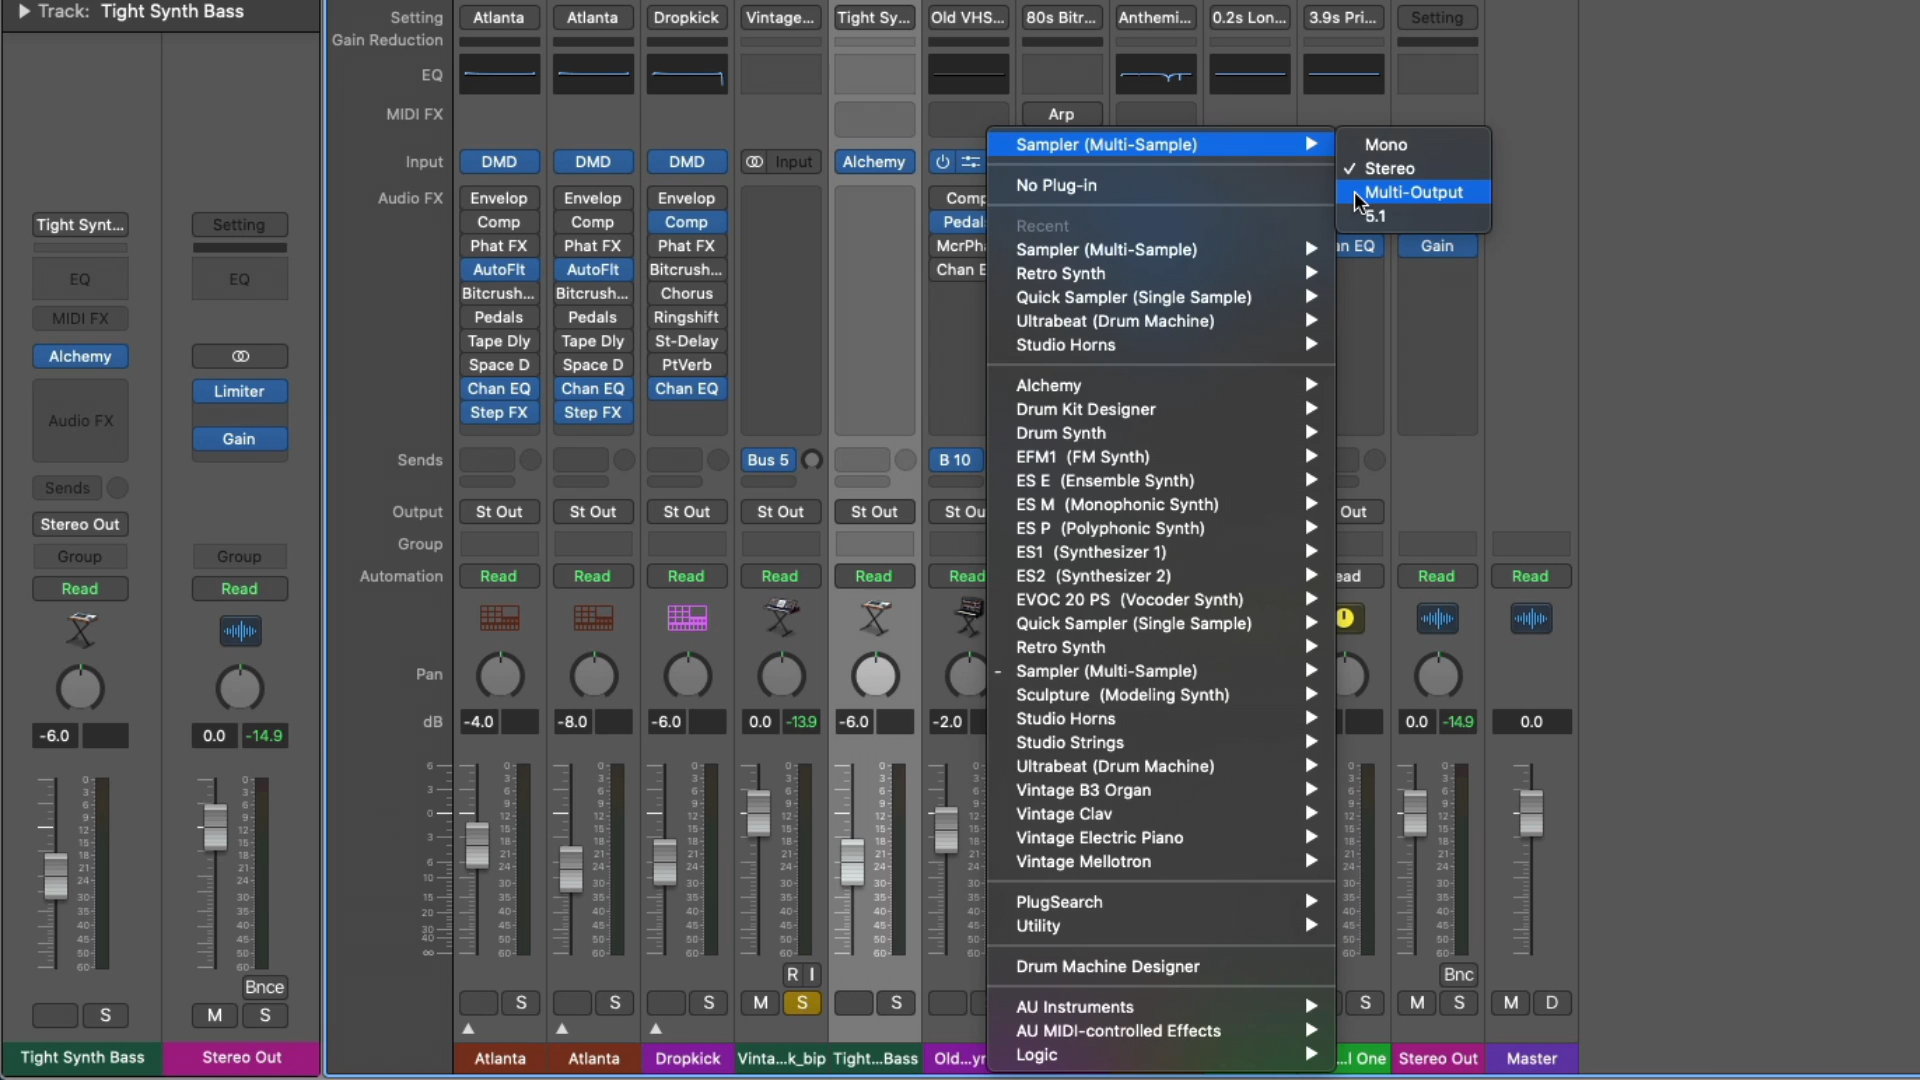 Track: Tight Synth Bass
Tight Synt...
Setting
EQ
EQ
MIDI FX
Alchemy
Limiter
Audio FX
Gain
Sends
Stereo Out
Group
Group
Read
Read
-6.0
0.0
-14.9
Bnce
S
M
S
Tight Synth Bass
Stereo Out
Setting
Atlanta
Atlanta
Dropkick
Vintage...
Tight Sy...
Old VHS...
80s Bitr...
Anthemi...
0.2s Lon...
3.9s Pri...
Setting
Gain Reduction
EQ
MIDI FX
Arp
Input
DMD
DMD
DMD
Input
Alchemy
Audio FX
Envelop
Envelop
Envelop
Comp
Comp
Comp
Phat FX
Phat FX
Phat FX
Gain
AutoFlt
AutoFlt
Bitcrush...
Bitcrush...
Bitcrush...
Chorus
Pedals
Pedals
Ringshift
Tape Dly
Tape Dly
St-Delay
Space D
Space D
PtVerb
Chan EQ
Chan EQ
Chan EQ
Step FX
Step FX
Sends
Bus 5
B 10
Output
St Out
St Out
St Out
St Out
St Out
St Ou
Out
Group
Automation
Read
Read
Read
Read
Read
Read
ead
Read
Read
Pan
dB
-4.0
-8.0
-6.0
0.0
-13.9
-6.0
-2.0
0.0
-14.9
0.0
R I
Bnc
S
S
S
M
S
S
S
M
S
M
D
Atlanta
Atlanta
Dropkick
Vinta...k_bip
Tight...Bass
Old...yr
...l One
Stereo Out
Master
Sampler (Multi-Sample)
No Plug-in
Recent
Sampler (Multi-Sample)
Retro Synth
Quick Sampler (Single Sample)
Ultrabeat (Drum Machine)
Studio Horns
Alchemy
Drum Kit Designer
Drum Synth
EFM1 (FM Synth)
ES E (Ensemble Synth)
ES M (Monophonic Synth)
ES P (Polyphonic Synth)
ES1 (Synthesizer 1)
ES2 (Synthesizer 2)
EVOC 20 PS (Vocoder Synth)
Quick Sampler (Single Sample)
Retro Synth
- Sampler (Multi-Sample)
Sculpture (Modeling Synth)
Studio Horns
Studio Strings
Ultrabeat (Drum Machine)
Vintage B3 Organ
Vintage Clav
Vintage Electric Piano
Vintage Mellotron
PlugSearch
Utility
Drum Machine Designer
AU Instruments
AU MIDI-controlled Effects
Logic
Mono
✓ Stereo
Multi-Output
5.1